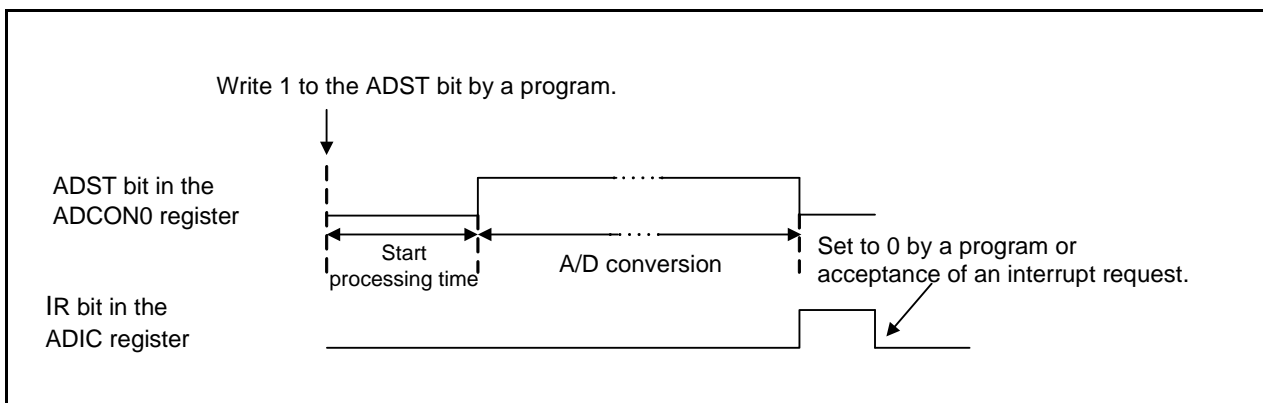 Write 1 to the ADST bit by a program.
ADST bit in the
ADCON0 register
Start
processing time
A/D conversion
Set to 0 by a program or
acceptance of an interrupt request.
IR bit in the
ADIC register